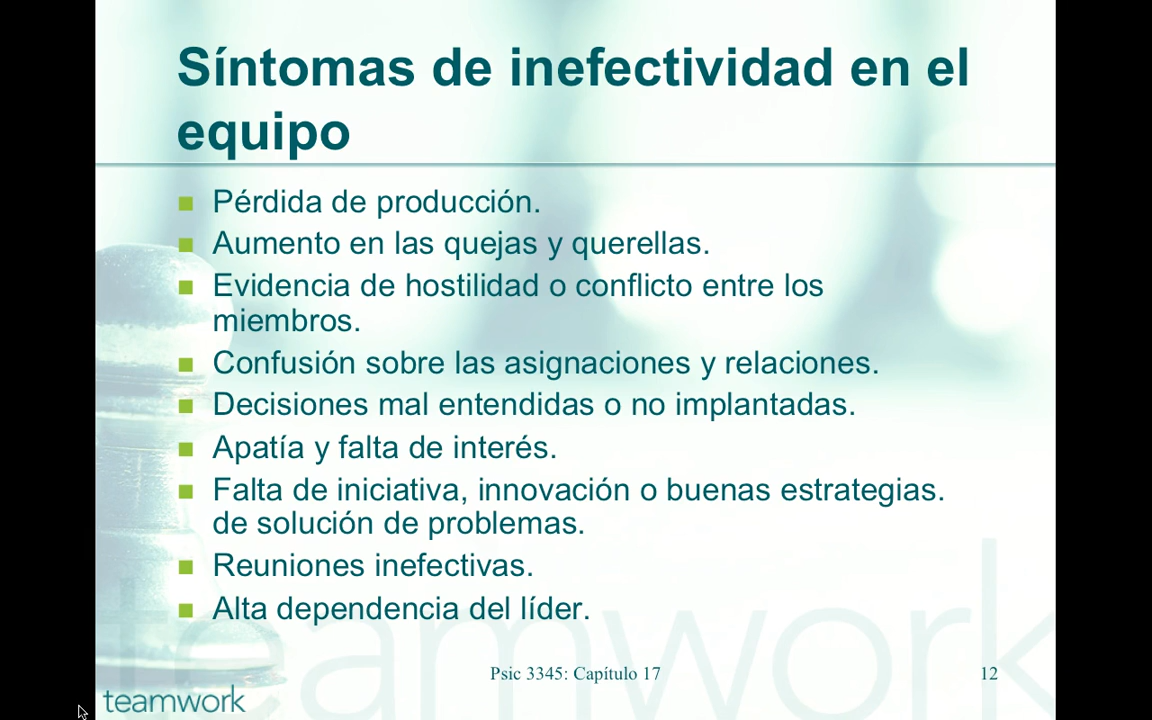 Síntomas de inefectividad en el
equipo
Pérdida de producción.
Aumento en las quejas y querellas.
Evidencia de hostilidad o conflicto entre los
miembros.
Confusión sobre las asignaciones y relaciones.
Decisiones mal entendidas o no implantadas.
Apatía y falta de interés.
Falta de iniciativa, innovación o buenas estrategias.
de solución de problemas.
Reuniones inefectivas.
Alta dependencia del líder.
teamwork
Psic 3345: Capítulo 17
12
teamwork